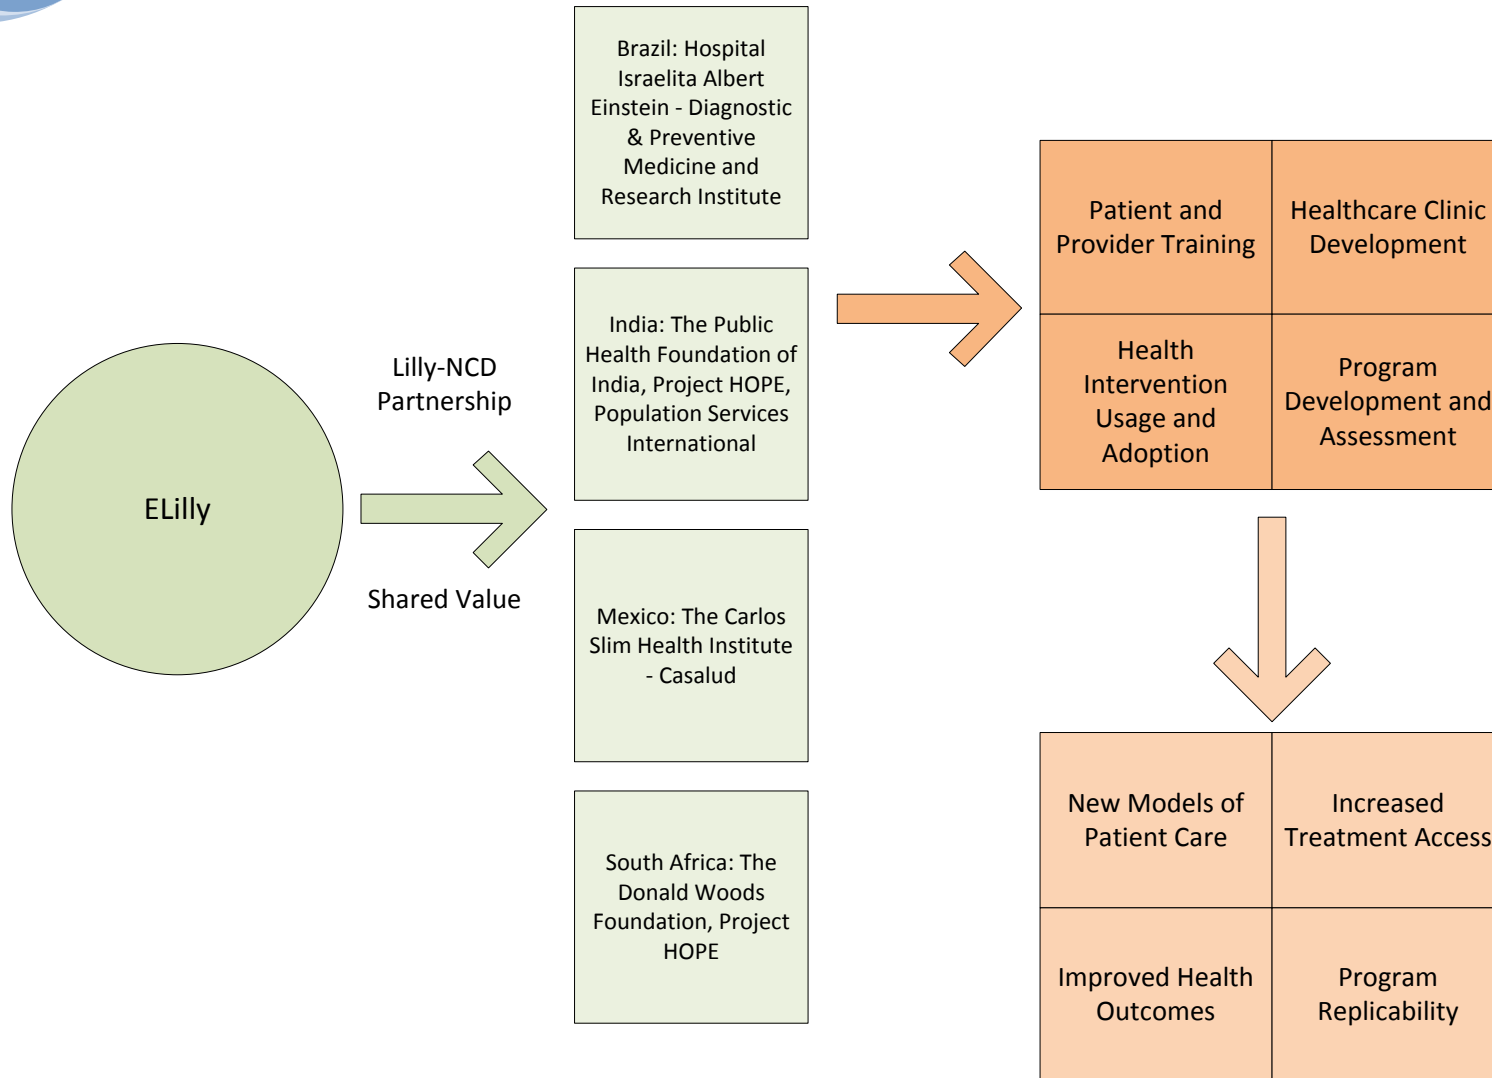 ELilly
Lilly-NCD
Partnership
Shared Value
Brazil: Hospital
Israelita Albert
Einstein - Diagnostic
& Preventive
Medicine and
Research Institute
India: The Public
Health Foundation of
India, Project HOPE,
Population Services
International
Mexico: The Carlos
Slim Health Institute
- Casalud
South Africa: The
Donald Woods
Foundation, Project
HOPE
Patient and
Provider Training
Healthcare Clinic
Development
Health
Intervention
Usage and
Adoption
Program
Development and
Assessment
New Models of
Patient Care
Increased
Treatment Access
Improved Health
Outcomes
Program
Replicability